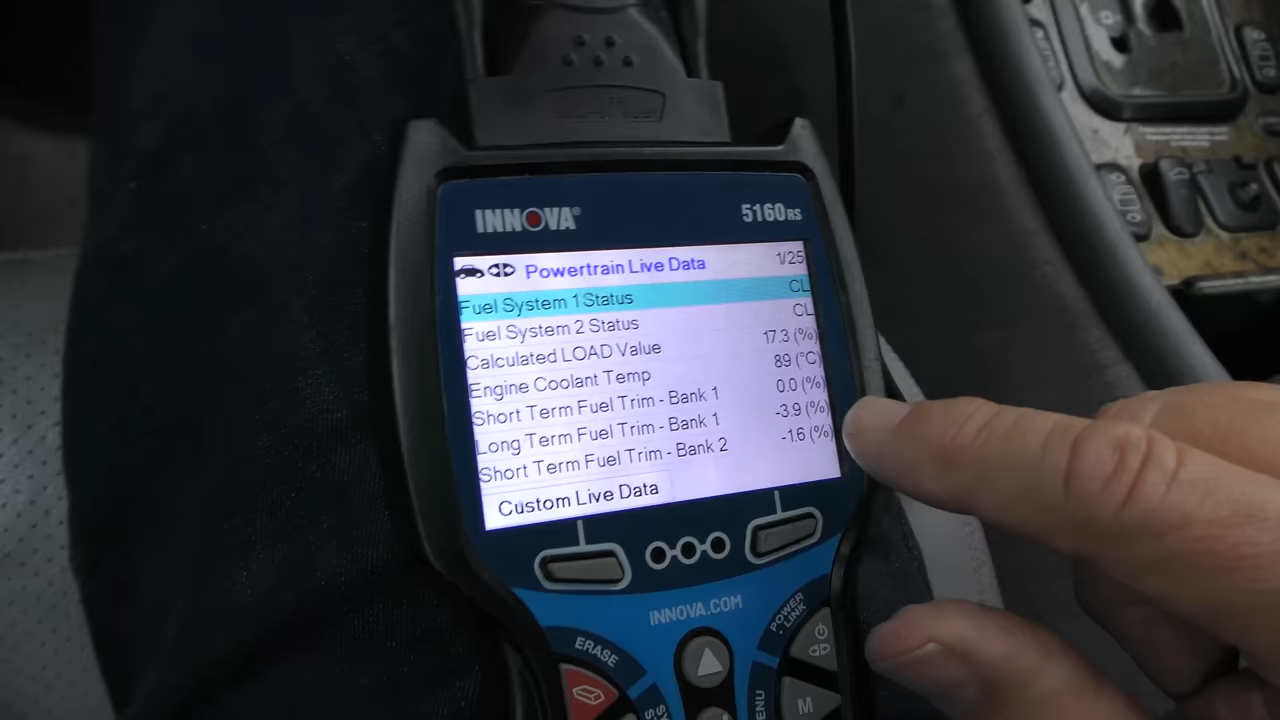 INNOVA®
5160RS
Powertrain Live Data 1/25
Fuel System 1 Status CL
Fuel System 2 Status CL
Calculated LOAD Value 17.3 (%)
Engine Coolant Temp 89 (°C)
Short Term Fuel Trim - Bank 1 0.0 (%)
Long Term Fuel Trim - Bank 1 -3.9 (%)
Short Term Fuel Trim - Bank 2 -1.6 (%)
Custom Live Data
INNOVA.COM
POWER
LINK
ERASE
M